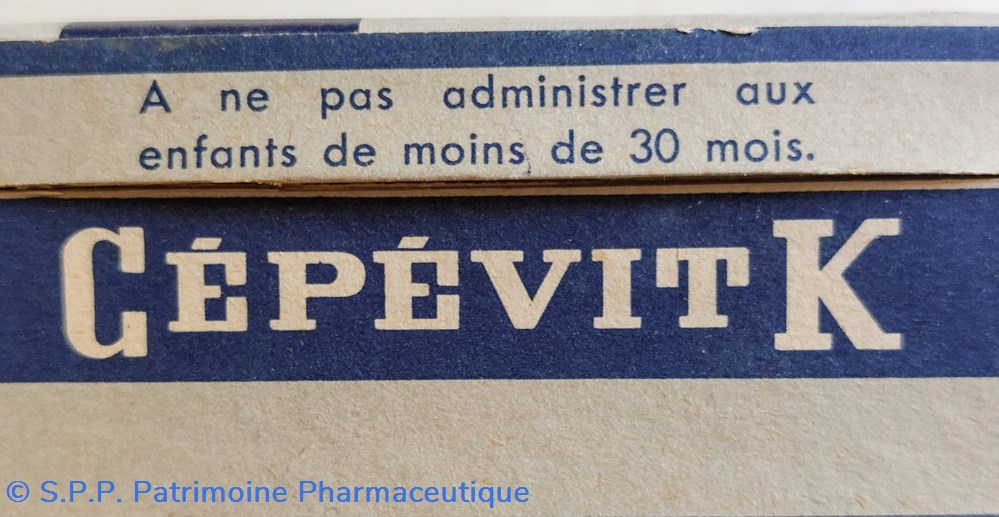 A ne pas administrer aux
enfants de moins de 30 mois.
CÉPÉVIT K
© S.P.P. Patrimoine Pharmaceutique